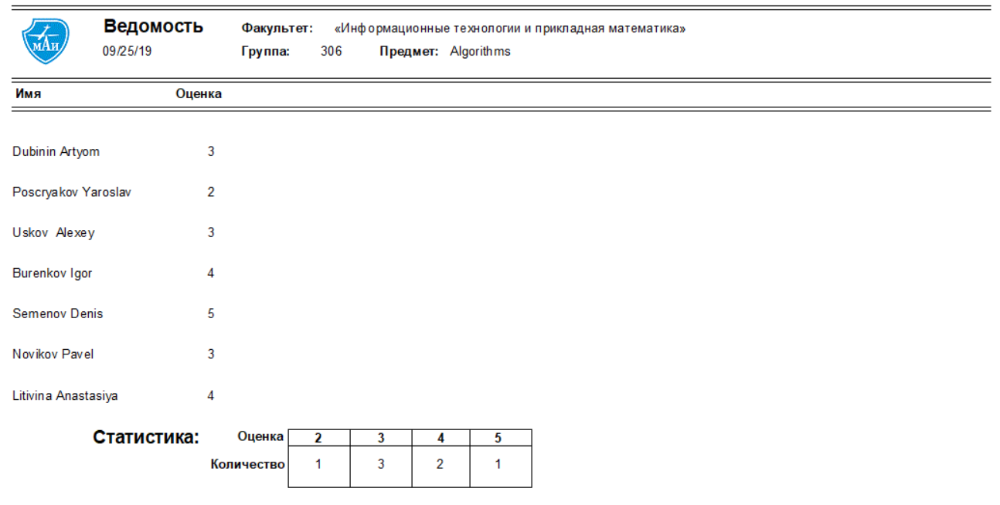 МАИ
Ведомость Факультет: «Информационные технологии и прикладная математика»
09/25/19 Группа: 306 Предмет: Algorithms
Имя Оценка
Dubinin Artyom 3
Poscryakov Yaroslav 2
Uskov Alexey 3
Burenkov Igor 4
Semenov Denis 5
Novikov Pavel 3
Litivina Anastasiya 4
Статистика: Оценка 2 3 4 5
Количество 1 3 2 1